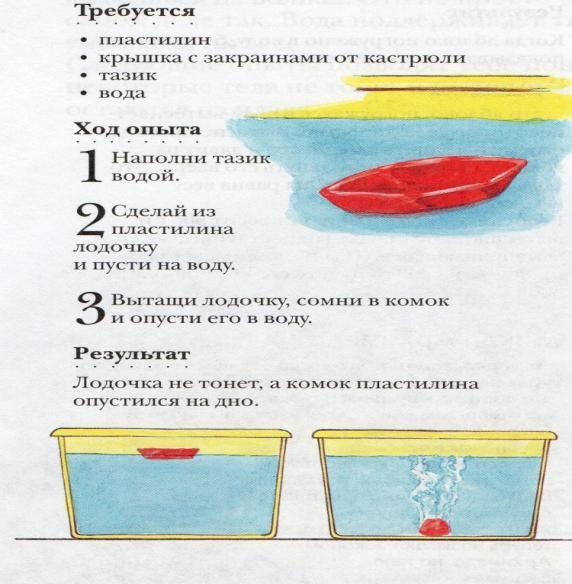 Требуется
• пластилин
• крышка с закраинами от кастрюли
• тазик
• вода
Ход опыта
1 Наполни тазик
водой.
2 Сделай из
пластилина
лодочку
и пусти на воду.
3 Вытащи лодочку, сомни в комок
и опусти его в воду.
Результат
Лодочка не тонет, а комок пластилина
опустился на дно.